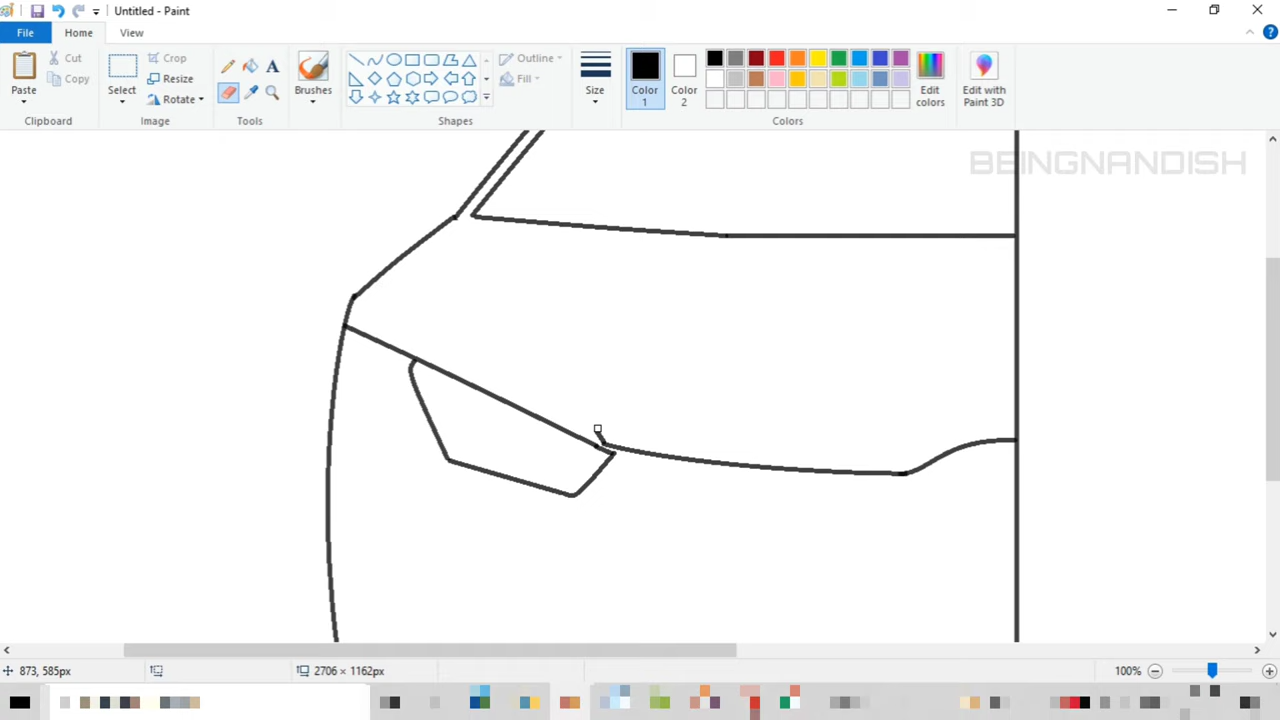 Untitled - Paint
File
Home
View
Paste
Cut
Copy
Clipboard
Select
Crop
Resize
Rotate
Image
Tools
Brushes
Outline
Fill
Shapes
Size
Color 1
Color 2
Edit colors
Colors
Edit with Paint 3D
BEINGNANDISH
873, 585px
2706 × 1162px
100%